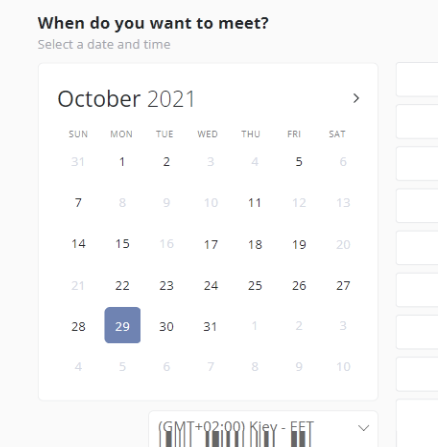 When do you want to meet?
Select a date and time
October 2021
SUN MON TUE WED THU FRI SAT
31 1 2 3 4 5 6
7 8 9 10 11 12 13
14 15 16 17 18 19 20
21 22 23 24 25 26 27
28 29 30 31 1 2 3
4 5 6 7 8 9 10
(GMT+02:00) Kiev - EET